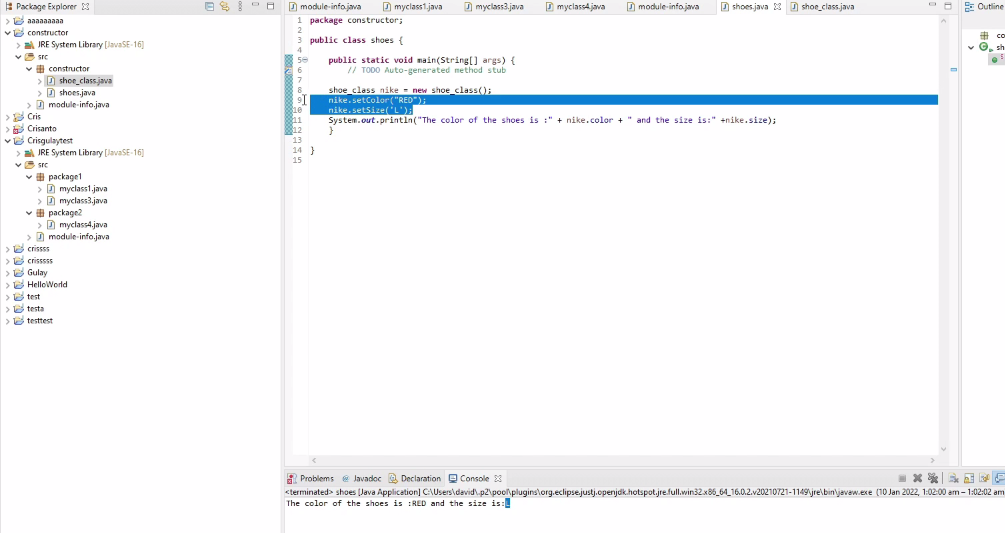 Package Explorer
module-info.java myclass1.java myclass3.java myclass4.java module-info.java shoes.java shoe_class.java
Outline
aaaaaaaaa
constructor
JRE System Library [JavaSE-16]
src
constructor
shoe_class.java
shoes.java
module-info.java
Cris
Crisanto
Crisgulaytest
JRE System Library [JavaSE-16]
src
package1
myclass1.java
myclass3.java
package2
myclass4.java
module-info.java
crissss
crisssss
Gulay
HelloWorld
test
testa
testtest
1 package constructor;
2
3 public class shoes {
4
5 public static void main(String[] args) {
6 // TODO Auto-generated method stub
7
8 shoe_class nike = new shoe_class();
9 nike.setColor("RED");
10 nike.setSize('L');
11 System.out.println("The color of the shoes is :" + nike.color + " and the size is:" +nike.size);
12 }
13
14 }
15
co
sh
Problems Javadoc Declaration Console
<terminated> shoes [Java Application] C:\Users\david\.p2\pool\plugins\org.eclipse.justj.openjdk.hotspot.jre.full.win32.x86_64_16.0.2.v20210721-1149\jre\bin\javaw.exe (10 Jan 2022, 1:02:00 am – 1:02:02 am
The color of the shoes is :RED and the size is:L